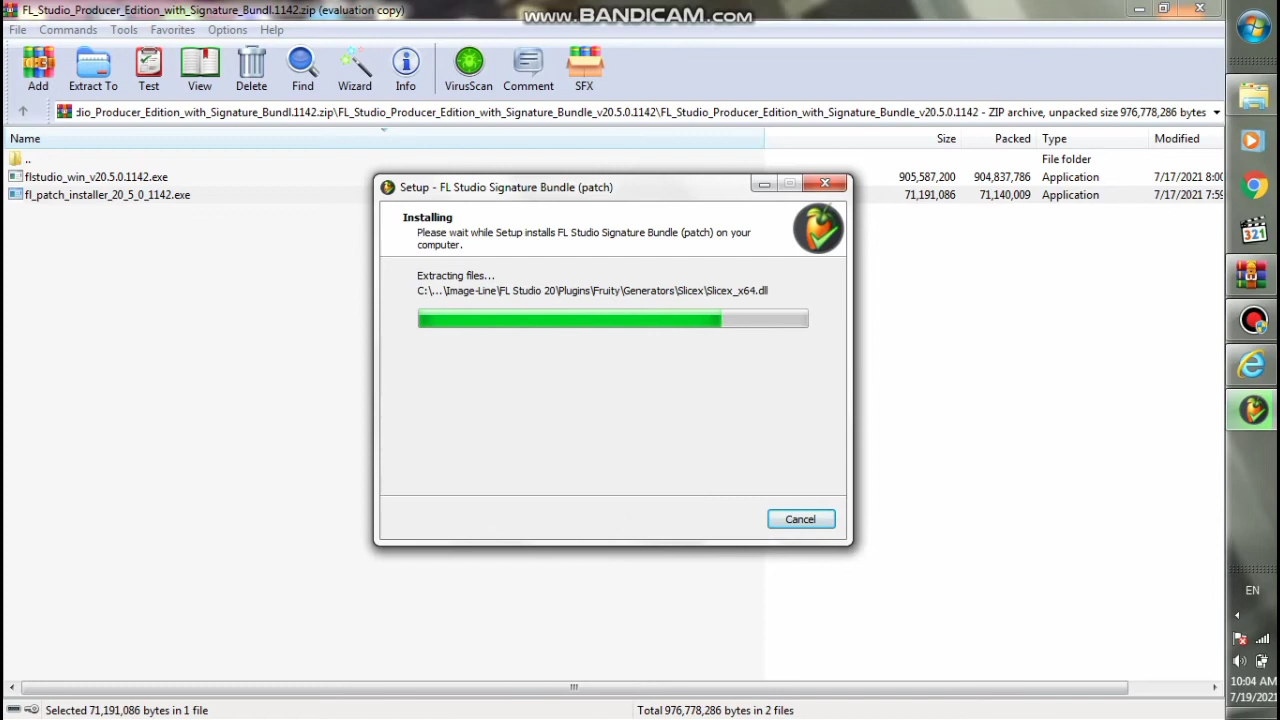 FL_Studio_Producer_Edition_with_Signature_Bundl.1142.zip (evaluation copy)
www.BANDICAM.com
File Commands Tools Favorites Options Help
Add Extract To Test View Delete Find Wizard Info VirusScan Comment SFX
dio_Producer_Edition_with_Signature_Bundl.1142.zip\FL_Studio_Producer_Edition_with_Signature_Bundle_v20.5.0.1142\FL_Studio_Producer_Edition_with_Signature_Bundle_v20.5.0.1142 - ZIP archive, unpacked size 976,778,286 bytes
Name Size Packed Type Modified
.. File folder
flstudio_win_v20.5.0.1142.exe 905,587,200 904,837,786 Application 7/17/2021 8:00
fl_patch_installer_20_5_0_1142.exe 71,191,086 71,140,009 Application 7/17/2021 7:59
Setup - FL Studio Signature Bundle (patch)
Installing
Please wait while Setup installs FL Studio Signature Bundle (patch) on your
computer.
Extracting files...
C:\...\Image-Line\FL Studio 20\Plugins\Fruity\Generators\Slicex\Slicex_x64.dll
Cancel
321
EN
10:04 AM
7/19/2021
Selected 71,191,086 bytes in 1 file Total 976,778,286 bytes in 2 files